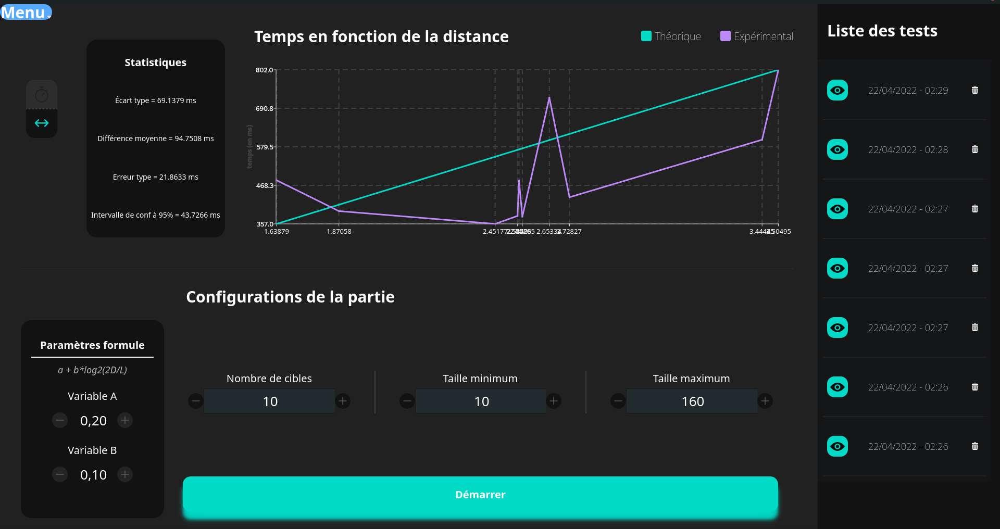 Menu
Temps en fonction de la distance
Théorique
Expérimental
Statistiques
Écart type = 69.1379 ms
Différence moyenne = 94.7508 ms
Erreur type = 21.8633 ms
Intervalle de conf à 95% = 43.7266 ms
temps (en ms)
802.0
690.8
579.5
468.3
357.0
1.63879
1.87058
2.45177
2.65334
2.72827
3.44445
3.50495
Configurations de la partie
Paramètres formule
a + b*log2(2D/L)
Variable A
0,20
Variable B
0,10
Nombre de cibles
10
Taille minimum
10
Taille maximum
160
Démarrer
Liste des tests
22/04/2022 - 02:29
22/04/2022 - 02:28
22/04/2022 - 02:27
22/04/2022 - 02:27
22/04/2022 - 02:27
22/04/2022 - 02:26
22/04/2022 - 02:26